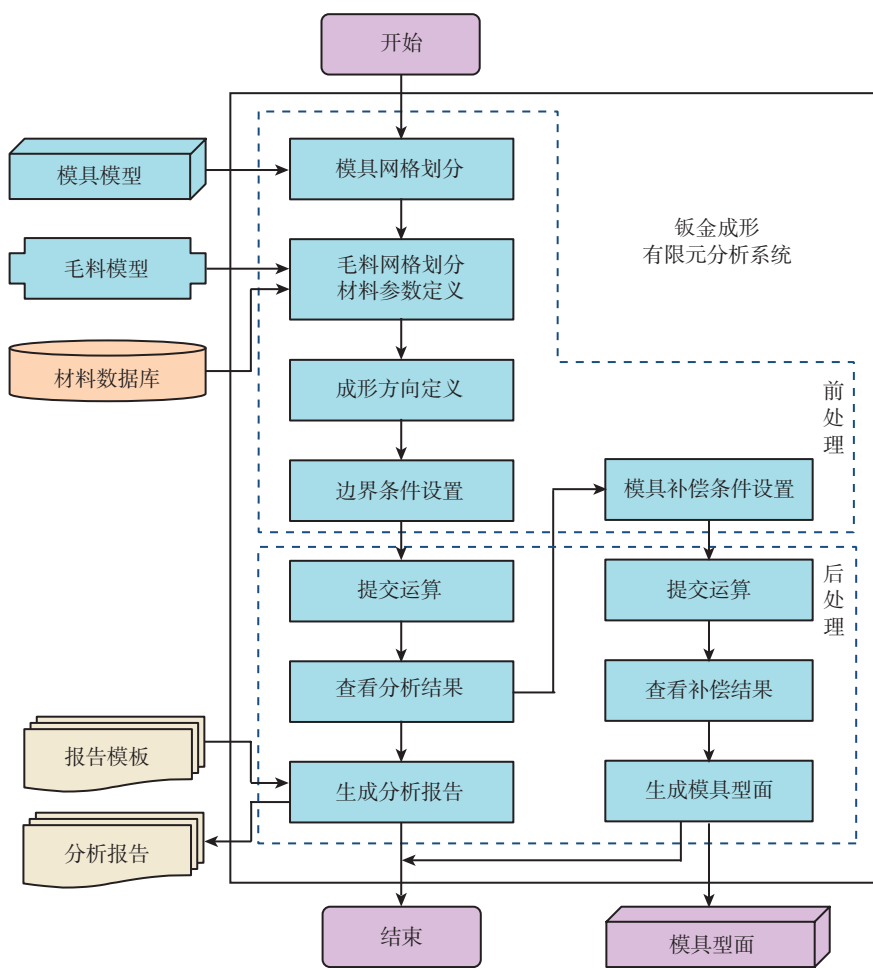 开始
模具模型
模具网格划分
钣金成形
有限元分析系统
毛料模型
毛料网格划分
材料参数定义
材料数据库
成形方向定义
前处理
边界条件设置
模具补偿条件设置
提交运算
提交运算
后处理
查看分析结果
查看补偿结果
报告模板
生成分析报告
生成模具型面
分析报告
结束
模具型面